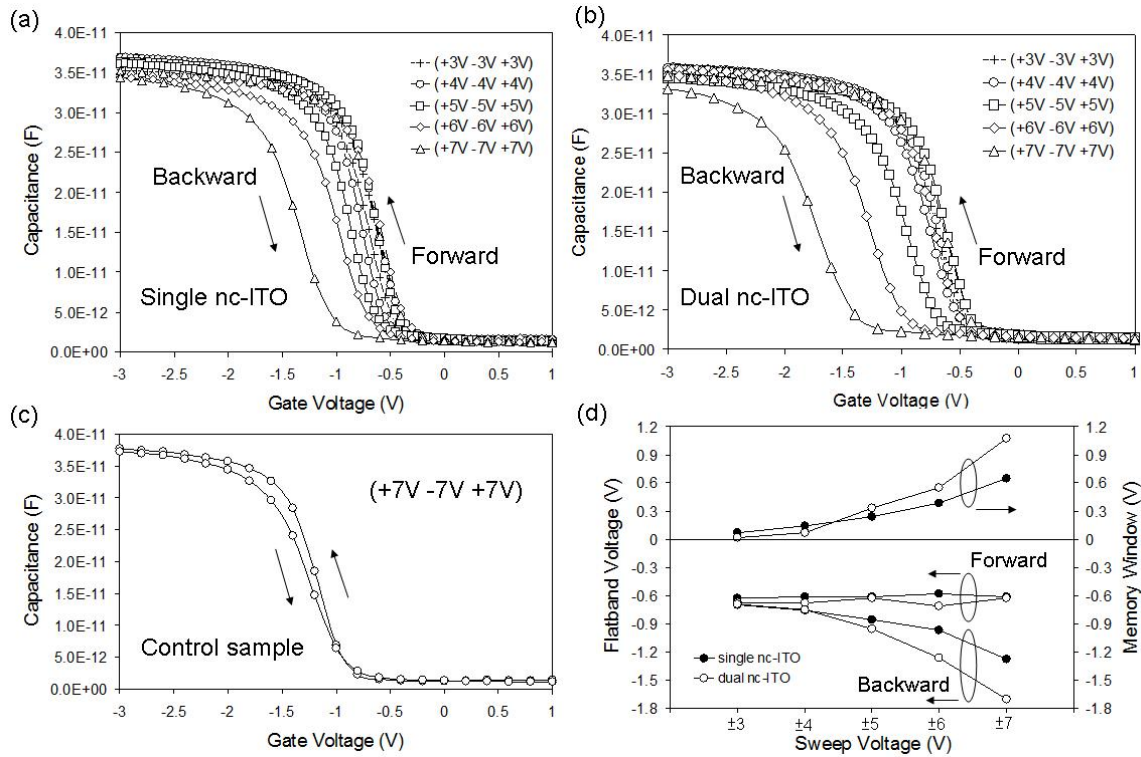 (a)
4.0E-11
3.5E-11
3.0E-11
2.5E-11
2.0E-11
1.5E-11
1.0E-11
5.0E-12
0.0E+00
Capacitance (F)
(+3V -3V +3V)
(+4V -4V +4V)
(+5V -5V +5V)
(+6V -6V +6V)
(+7V -7V +7V)
Backward
Forward
Single nc-ITO
-3 -2.5 -2 -1.5 -1 -0.5 0 0.5 1
Gate Voltage (V)
(b)
4.0E-11
3.5E-11
3.0E-11
2.5E-11
2.0E-11
1.5E-11
1.0E-11
5.0E-12
0.0E+00
Capacitance (F)
(+3V -3V +3V)
(+4V -4V +4V)
(+5V -5V +5V)
(+6V -6V +6V)
(+7V -7V +7V)
Backward
Forward
Dual nc-ITO
-3 -2.5 -2 -1.5 -1 -0.5 0 0.5 1
Gate Voltage (V)
(c)
4.0E-11
3.5E-11
3.0E-11
2.5E-11
2.0E-11
1.5E-11
1.0E-11
5.0E-12
0.0E+00
Capacitance (F)
(+7V -7V +7V)
Control sample
-3 -2.5 -2 -1.5 -1 -0.5 0 0.5 1
Gate Voltage (V)
(d)
1.2
0.9
0.6
0.3
0
-0.3
-0.6
-0.9
-1.2
-1.5
-1.8
Flatband Voltage (V)
Forward
single nc-ITO
dual nc-ITO
Backward
1.2
0.9
0.6
0.3
0
-0.3
-0.6
-0.9
-1.2
-1.5
-1.8
Memory Window (V)
±3 ±4 ±5 ±6 ±7
Sweep Voltage (V)